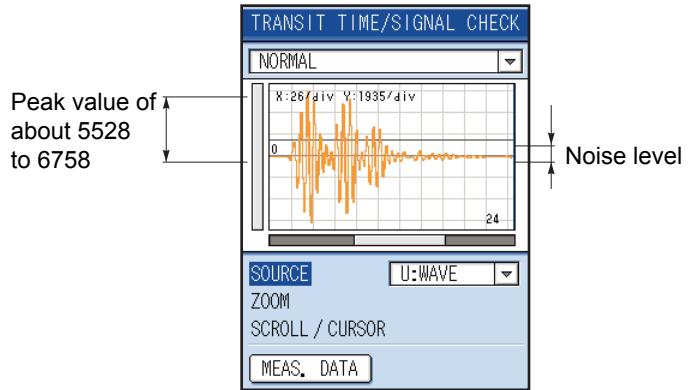 TRANSIT TIME/SIGNAL CHECK
NORMAL
X:26/div Y:1935/div
Peak value of
about 5528
to 6758
0
Noise level
24
SOURCE
U:WAVE
ZOOM
SCROLL / CURSOR
MEAS. DATA